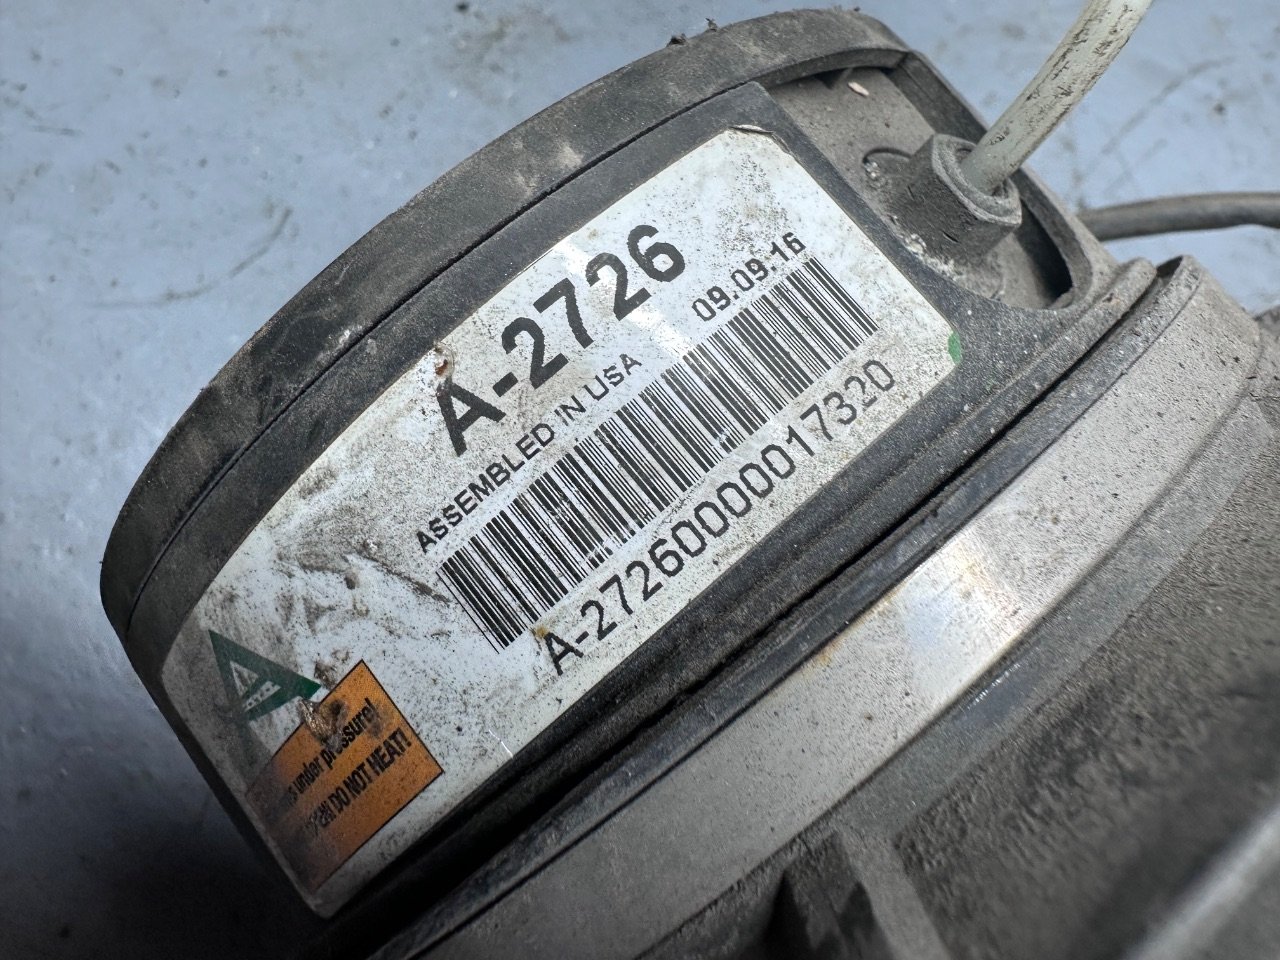 A-2726
09.09.16
ASSEMBLED IN USA
A-27260000017320
under pressure!
DO NOT HEAT!